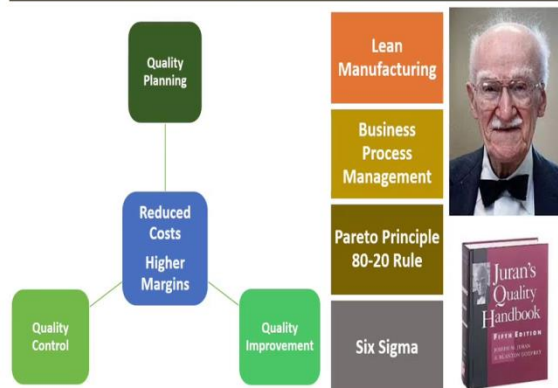 Quality
Planning
Reduced
Costs
Higher
Margins
Quality
Control
Quality
Improvement
Lean
Manufacturing
Business
Process
Management
Pareto Principle
80-20 Rule
Six Sigma
Juran's
Quality
Handbook
FIFTH EDITION